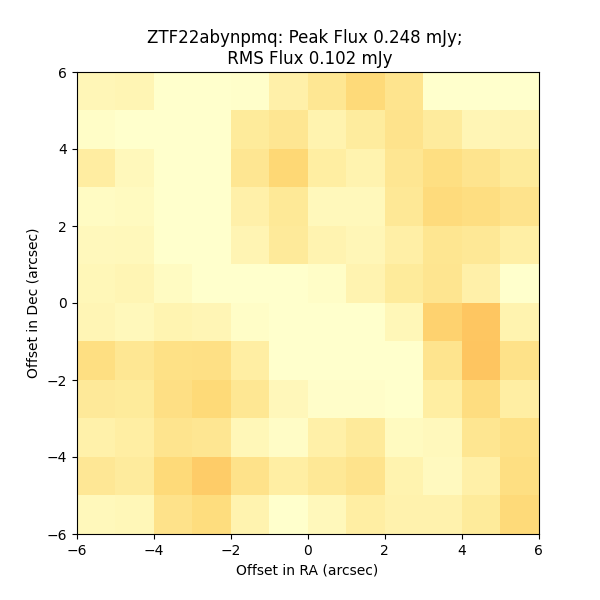 ZTF22abynpmq: Peak Flux 0.248 mJy;
RMS Flux 0.102 mJy
6
4
2
0
−2
−4
−6
Offset in Dec (arcsec)
−6 −4 −2 0 2 4 6
Offset in RA (arcsec)